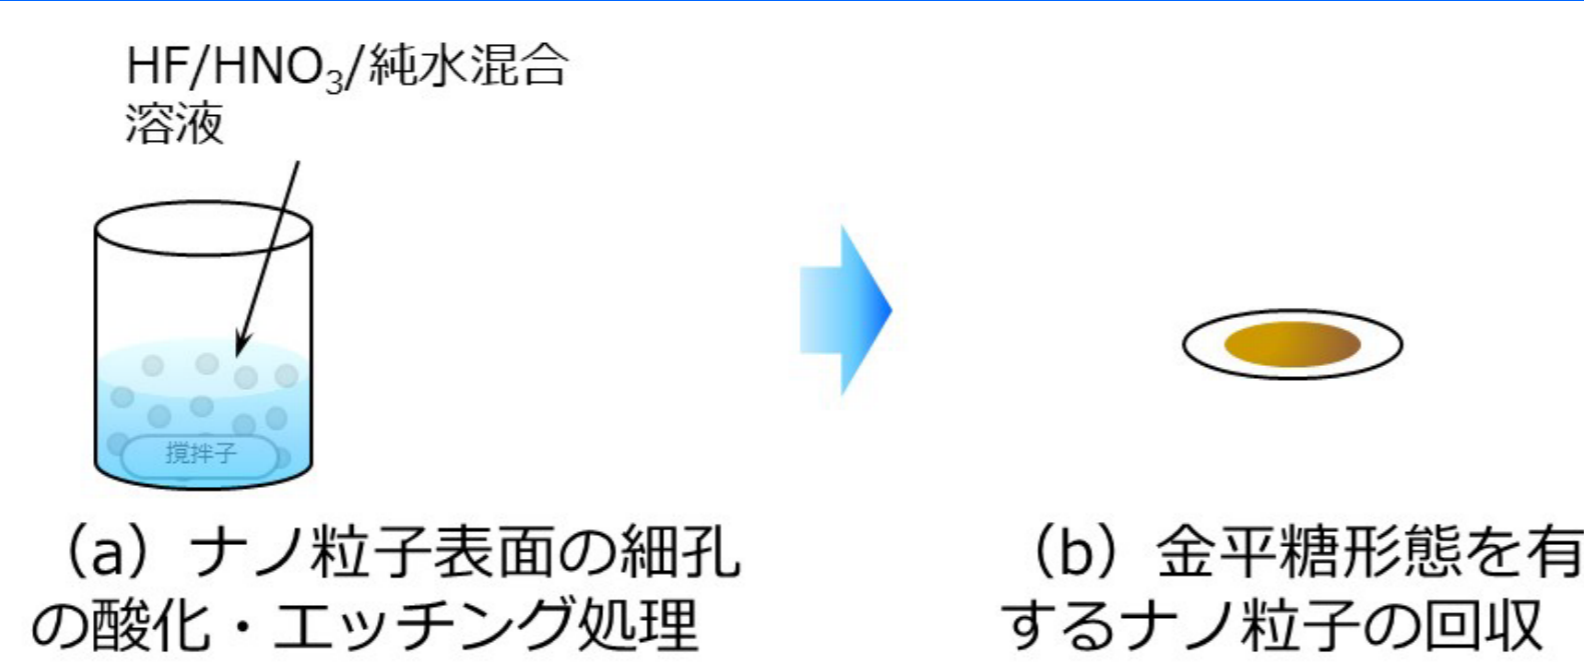 HF/HNO₃/純水混合
溶液
撹拌子
（a）ナノ粒子表面の細孔
の酸化・エッチング処理
（b）金平糖形態を有
するナノ粒子の回収